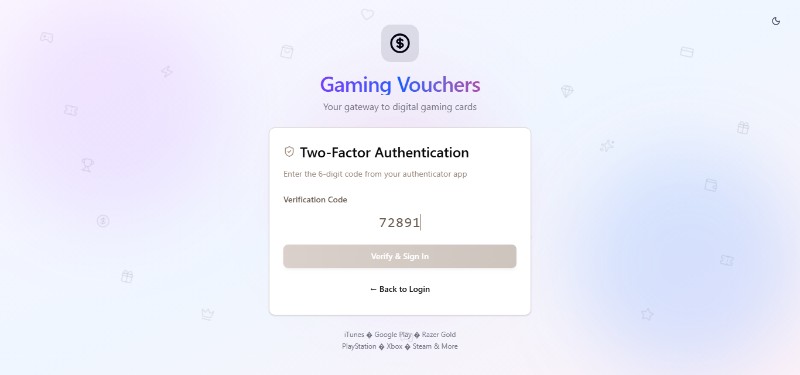 Gaming Vouchers
Your gateway to digital gaming cards
Two-Factor Authentication
Enter the 6-digit code from your authenticator app
Verification Code
72891
Verify & Sign In
← Back to Login
iTunes � Google Play � Razer Gold
PlayStation � Xbox � Steam & More